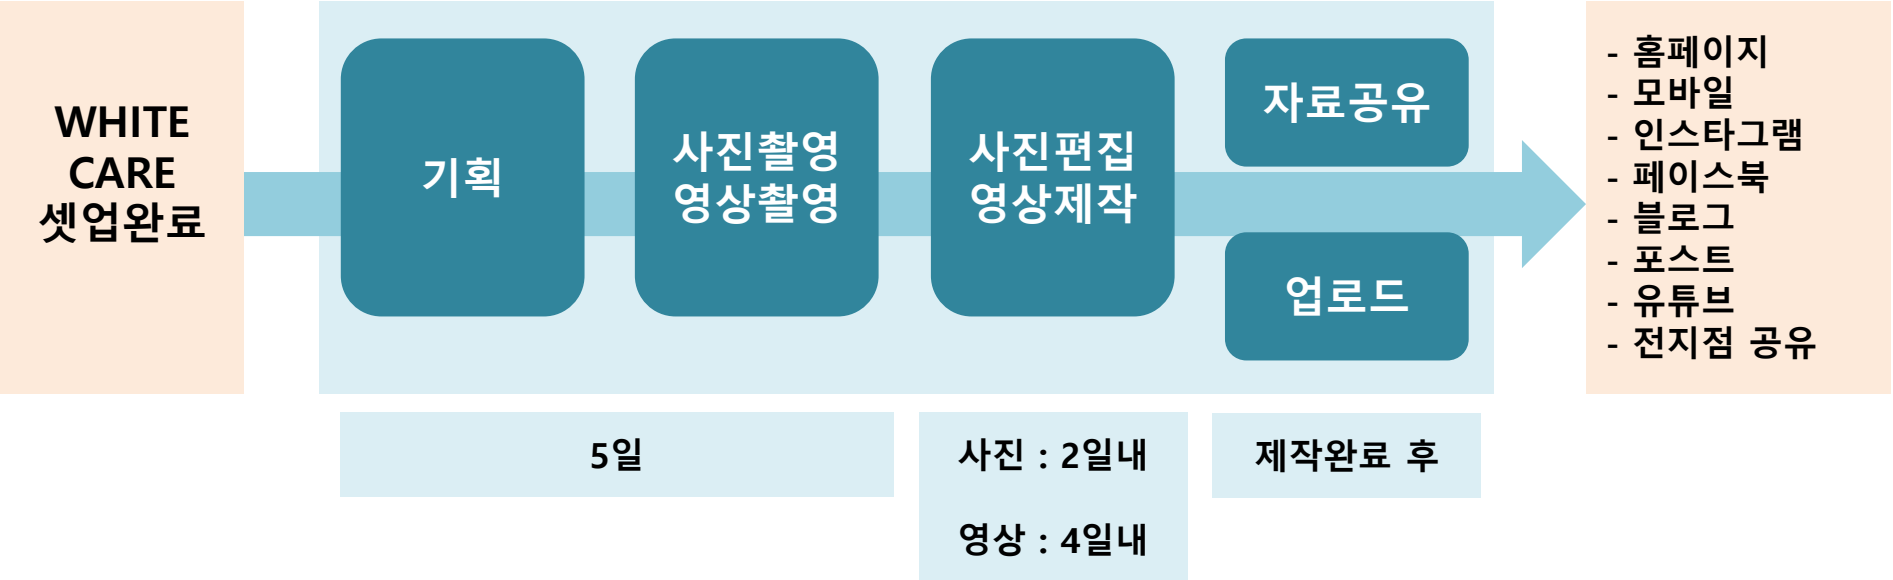 WHITE
CARE
셋업완료
기획
사진촬영
영상촬영
사진편집
영상제작
자료공유
업로드
- 홈페이지
- 모바일
- 인스타그램
- 페이스북
- 블로그
- 포스트
- 유튜브
- 전지점 공유
5일
사진 : 2일내
영상 : 4일내
제작완료 후